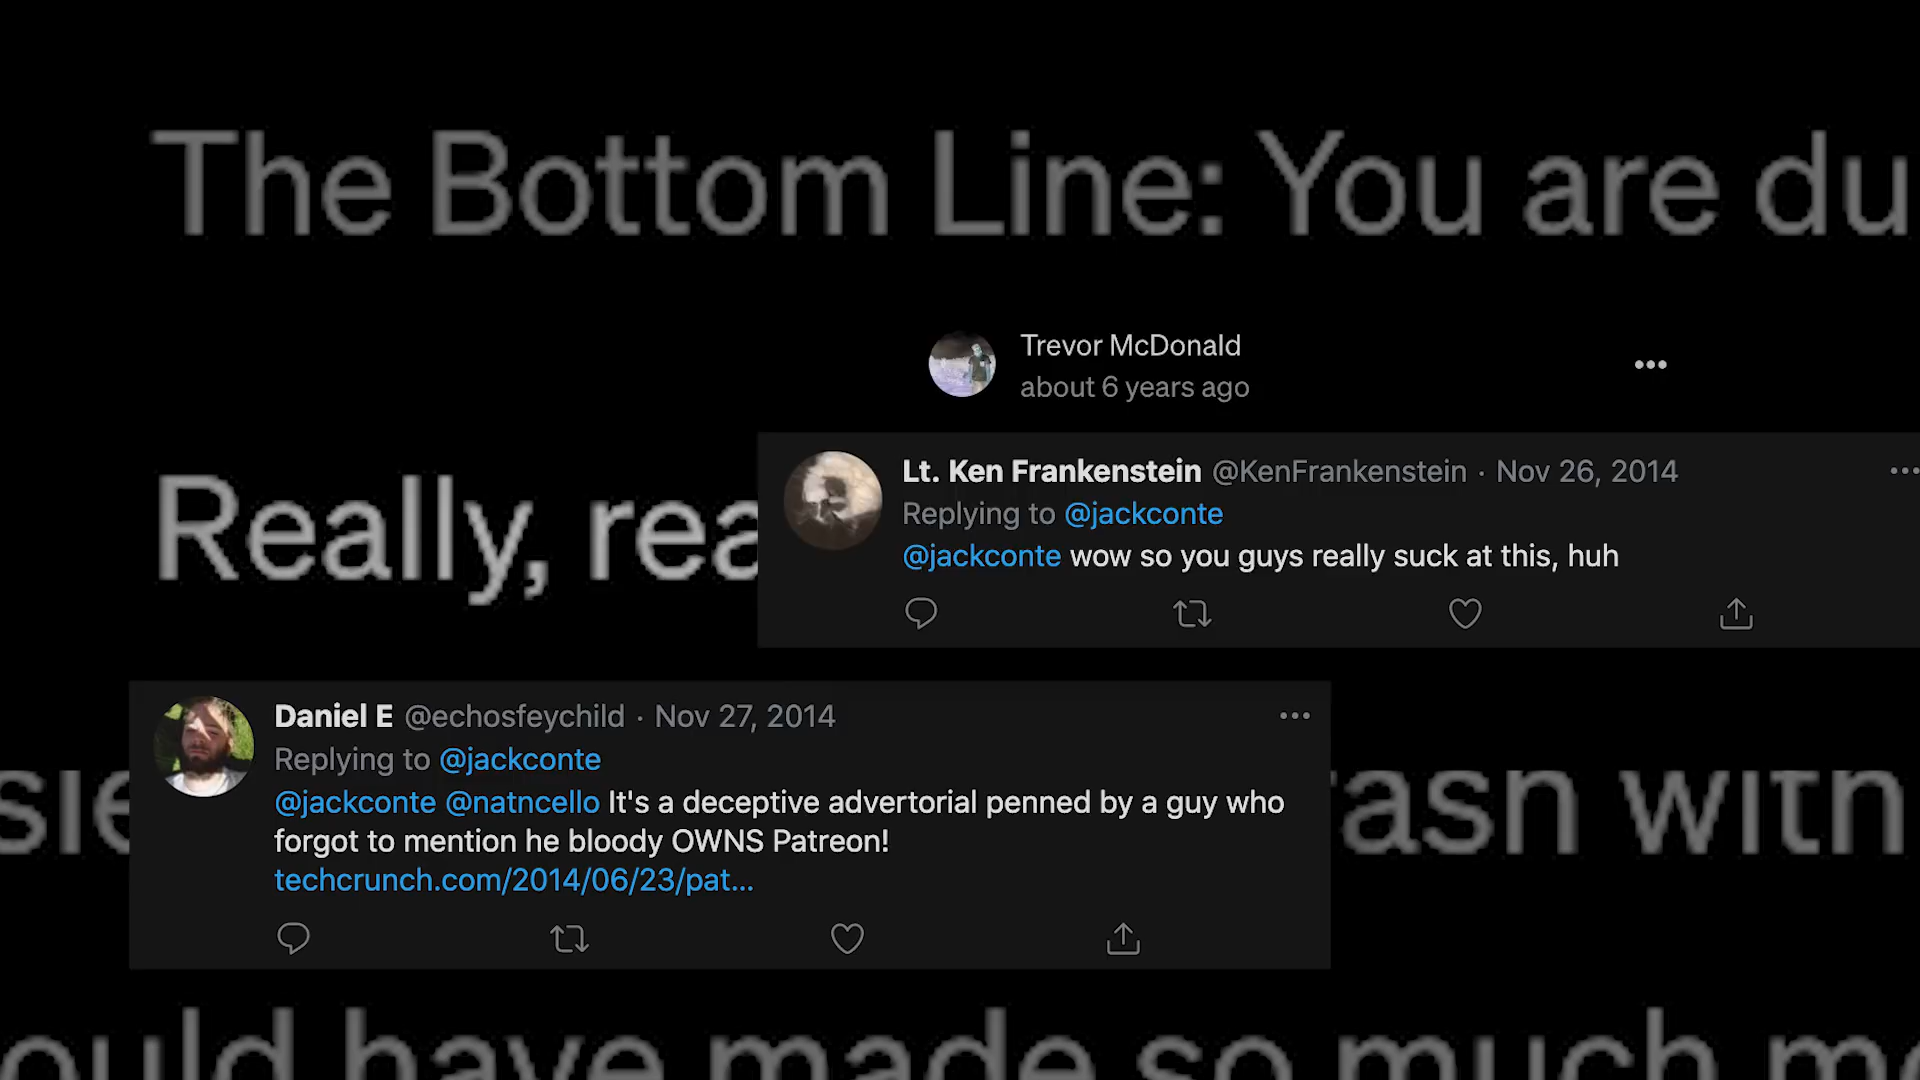 The Bottom Line: You are du
Trevor McDonald
about 6 years ago
Really, rea
Lt. Ken Frankenstein @KenFrankenstein · Nov 26, 2014
Replying to @jackconte
@jackconte wow so you guys really suck at this, huh
Daniel E @echosfeychild · Nov 27, 2014
Replying to @jackconte
@jackconte @natncello It's a deceptive advertorial penned by a guy who
forgot to mention he bloody OWNS Patreon!
techcrunch.com/2014/06/23/pat...
with
ould have made so much